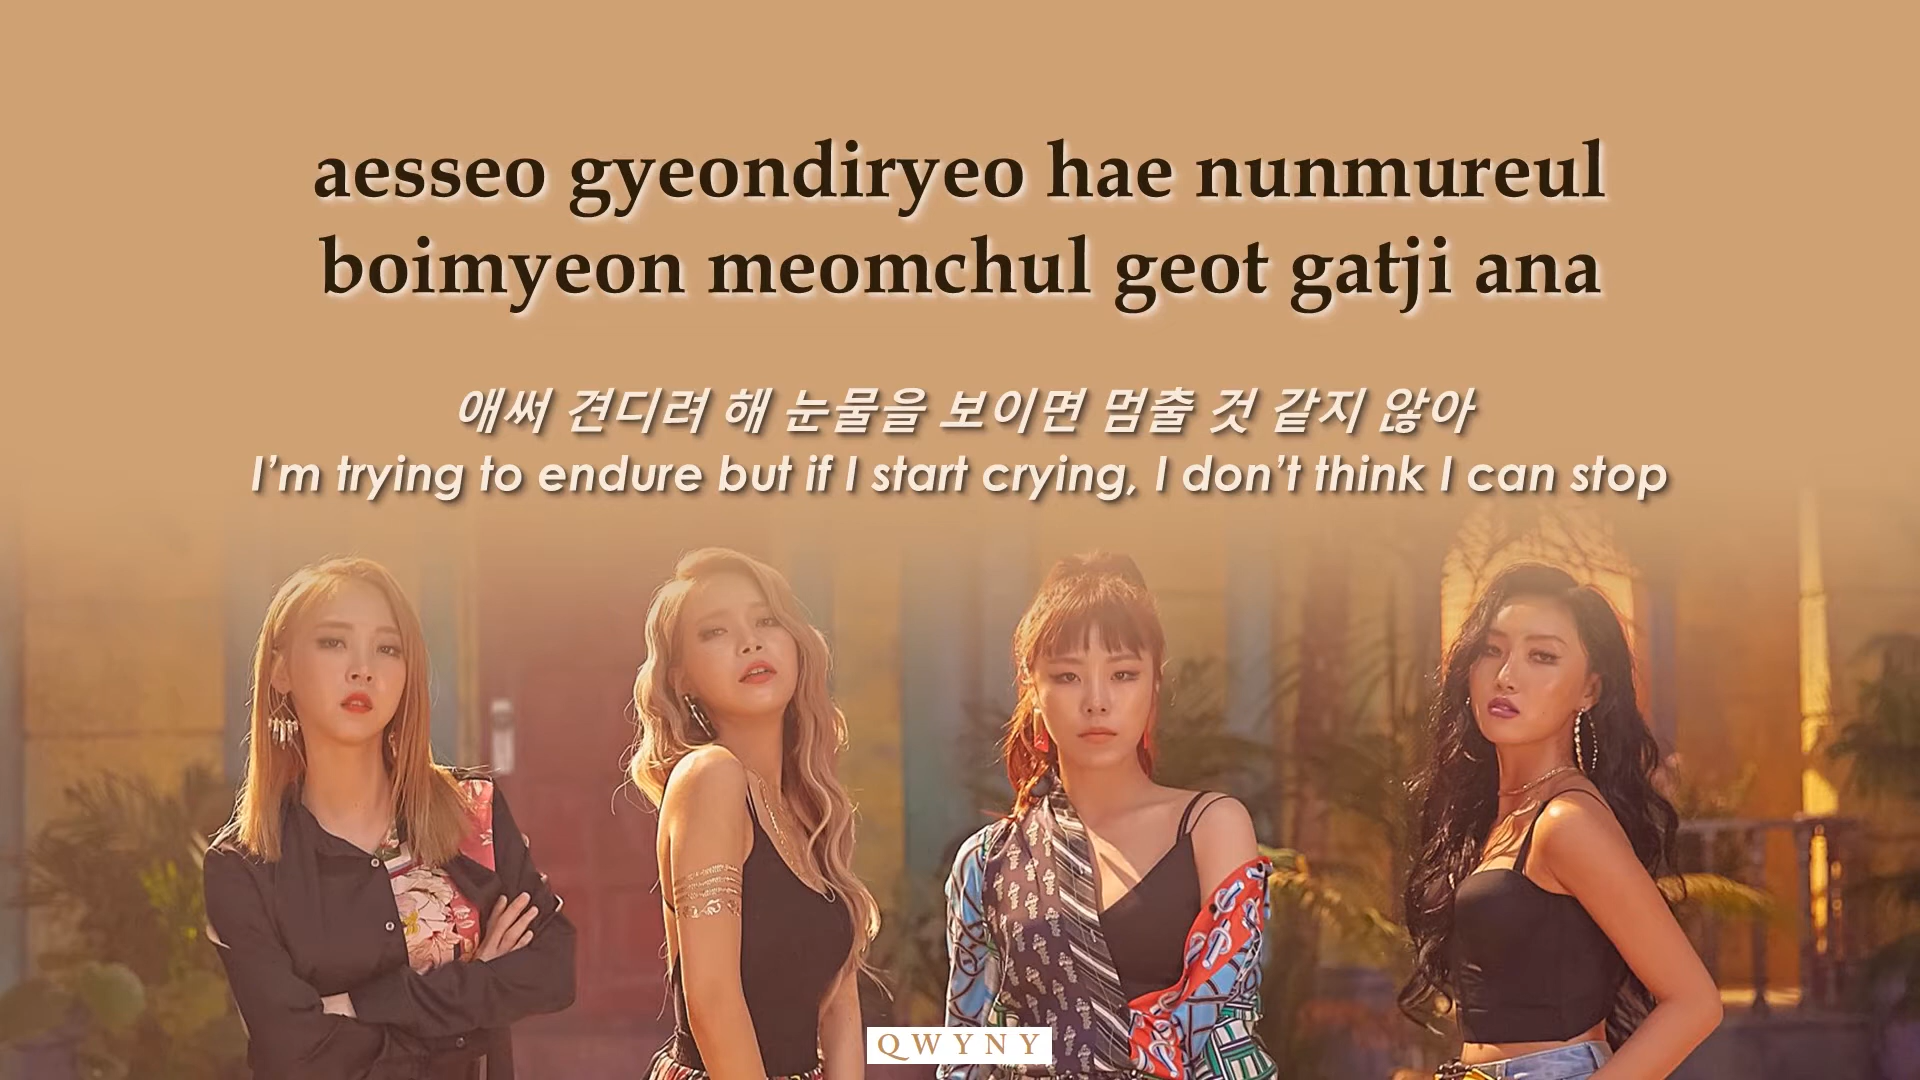 aesseo gyeondiryeo hae nunmureul
boimyeon meomchul geot gatji ana
애써 견디려 해 눈물을 보이면 멈출 것 같지 않아
I’m trying to endure but if I start crying, I don’t think I can stop
QWYNY